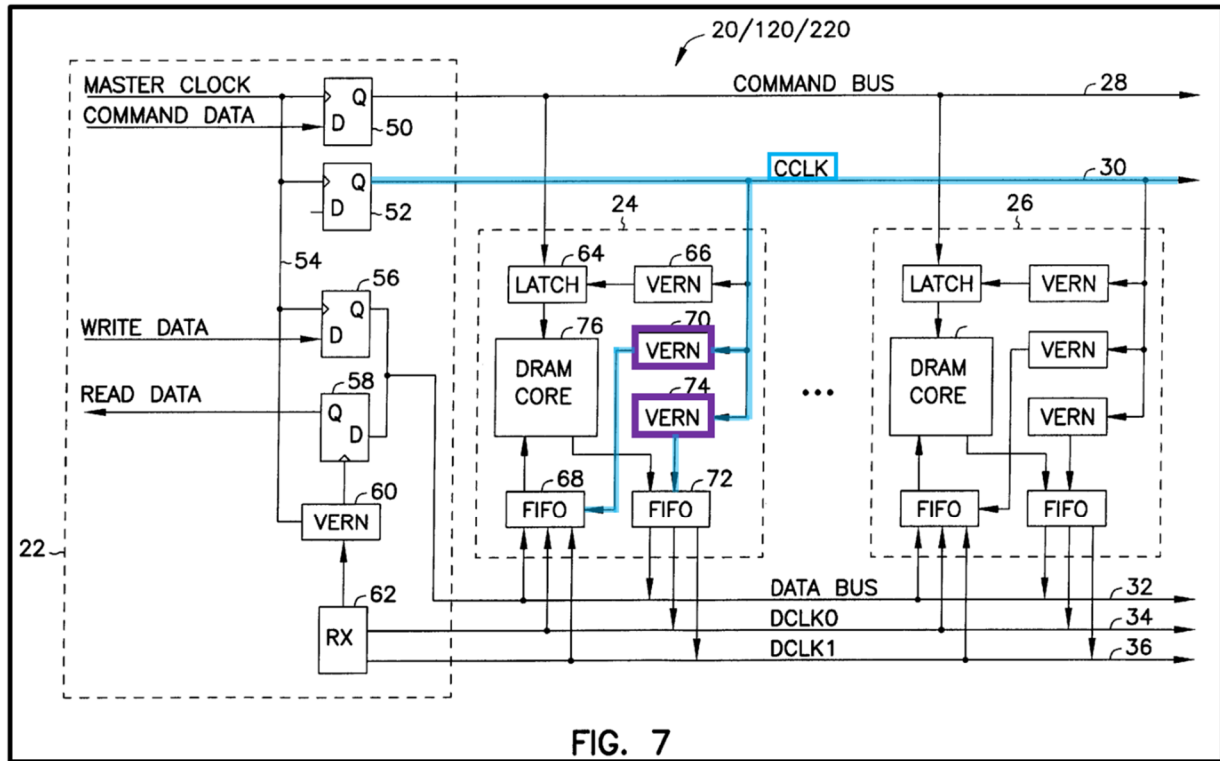 20/120/220
MASTER CLOCK
COMMAND DATA
Q
D
50
COMMAND BUS
28
CCLK
30
Q
D
52
24
26
54
56
64
66
LATCH
VERN
LATCH
VERN
Q
D
WRITE DATA
76
70
VERN
VERN
DRAM
CORE
DRAM
CORE
READ DATA
58
Q
D
74
VERN
•••
VERN
60
VERN
68
FIFO
72
FIFO
FIFO
FIFO
22
62
RX
DATA BUS
32
DCLK0
34
DCLK1
36
FIG. 7